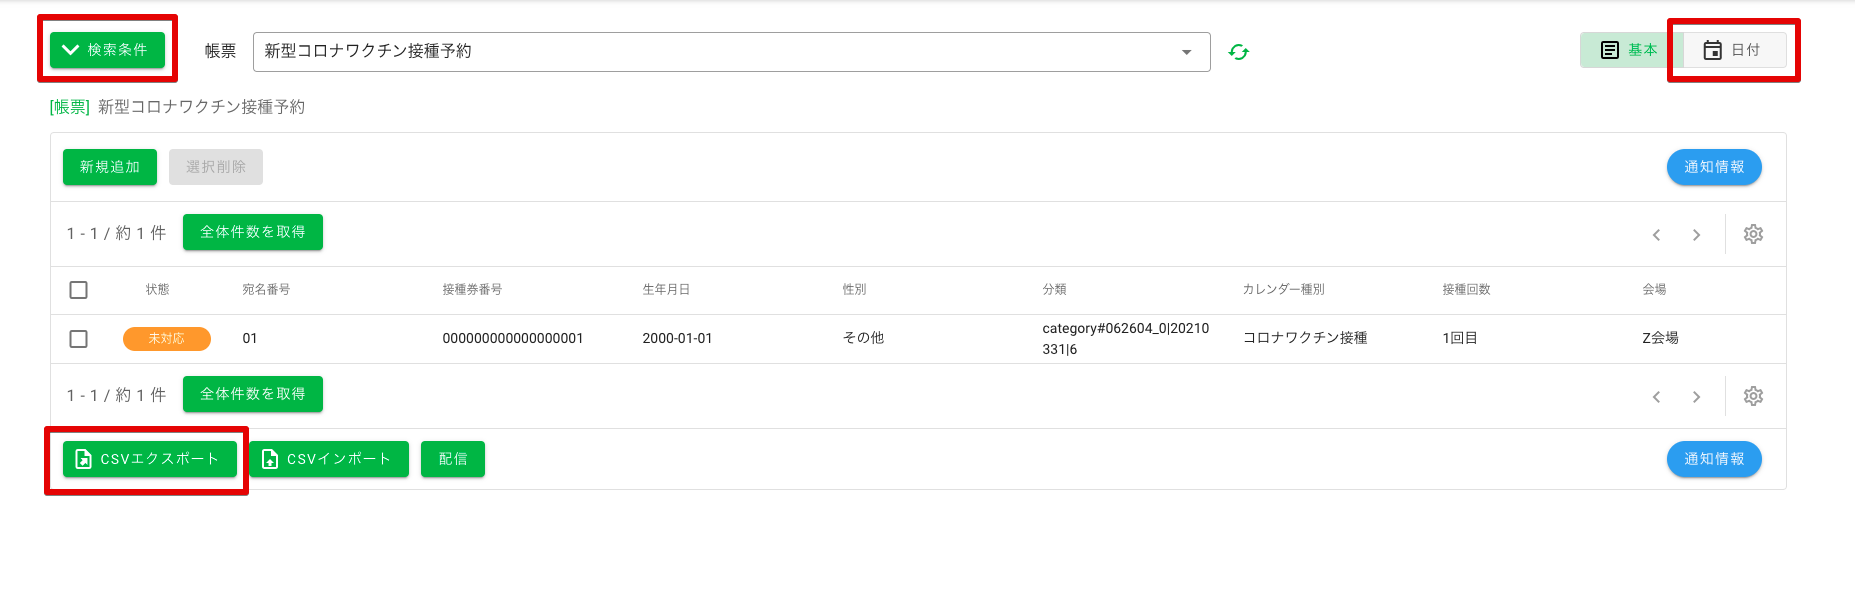 検索条件 帳票 新型コロナワクチン接種予約 基本 日付
[帳票] 新型コロナワクチン接種予約
新規追加 選択削除 通知情報
1 - 1 / 約 1 件 全体件数を取得
状態 宛名番号 接種券番号 生年月日 性別 分類 カレンダー種別 接種回数 会場
未対応 01 000000000000000001 2000-01-01 その他 category#062604_0|20210331|6 コロナワクチン接種 1回目 Z会場
1 - 1 / 約 1 件 全体件数を取得
CSVエクスポート CSVインポート 配信 通知情報